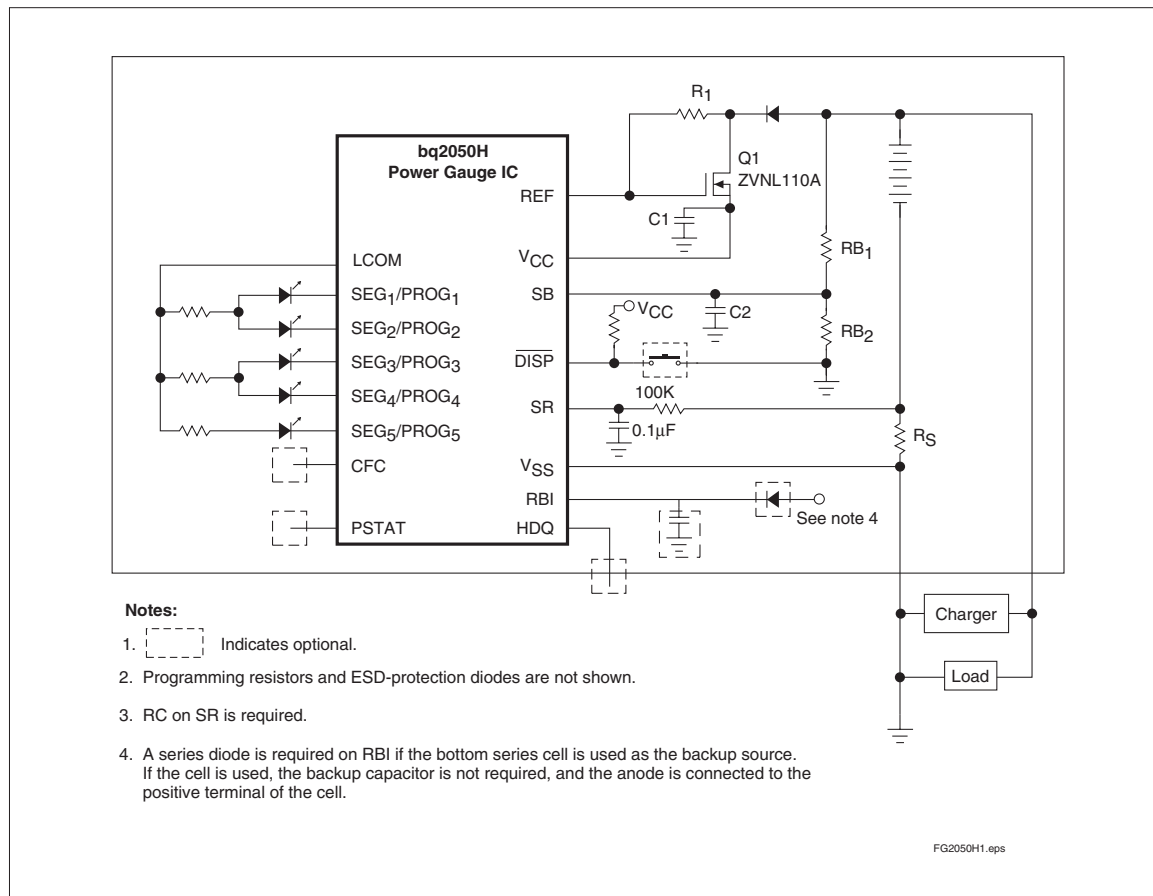 R1
bq2050H
Power Gauge IC
Q1
ZVNL110A
REF
C1
VCC
RB1
LCOM
SB
SEG1/PROG1
VCC
C2
SEG2/PROG2
RB2
SEG3/PROG3
DISP
SEG4/PROG4
100K
SR
SEG5/PROG5
0.1µF
RS
CFC
VSS
RBI
See note 4
PSTAT
HDQ
Notes:
Charger
1. Indicates optional.
2. Programming resistors and ESD-protection diodes are not shown.
Load
3. RC on SR is required.
4. A series diode is required on RBI if the bottom series cell is used as the backup source.
If the cell is used, the backup capacitor is not required, and the anode is connected to the
positive terminal of the cell.
FG2050H1.eps